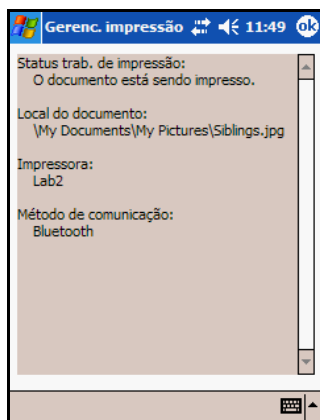 Gerenc. impressão 11:49 ok
Status trab. de impressão:
O documento está sendo impresso.
Local do documento:
\My Documents\My Pictures\Siblings.jpg
Impressora:
Lab2
Método de comunicação:
Bluetooth